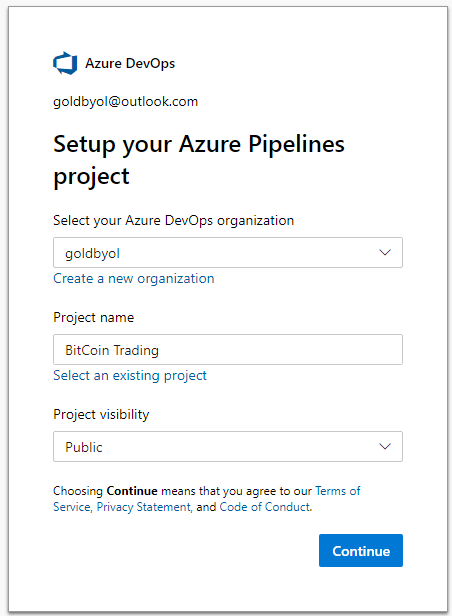 Azure DevOps
goldbyol@outlook.com
Setup your Azure Pipelines
project
Select your Azure DevOps organization
goldbyol
Create a new organization
Project name
BitCoin Trading
Select an existing project
Project visibility
Public
Choosing Continue means that you agree to our Terms of
Service, Privacy Statement, and Code of Conduct.
Continue